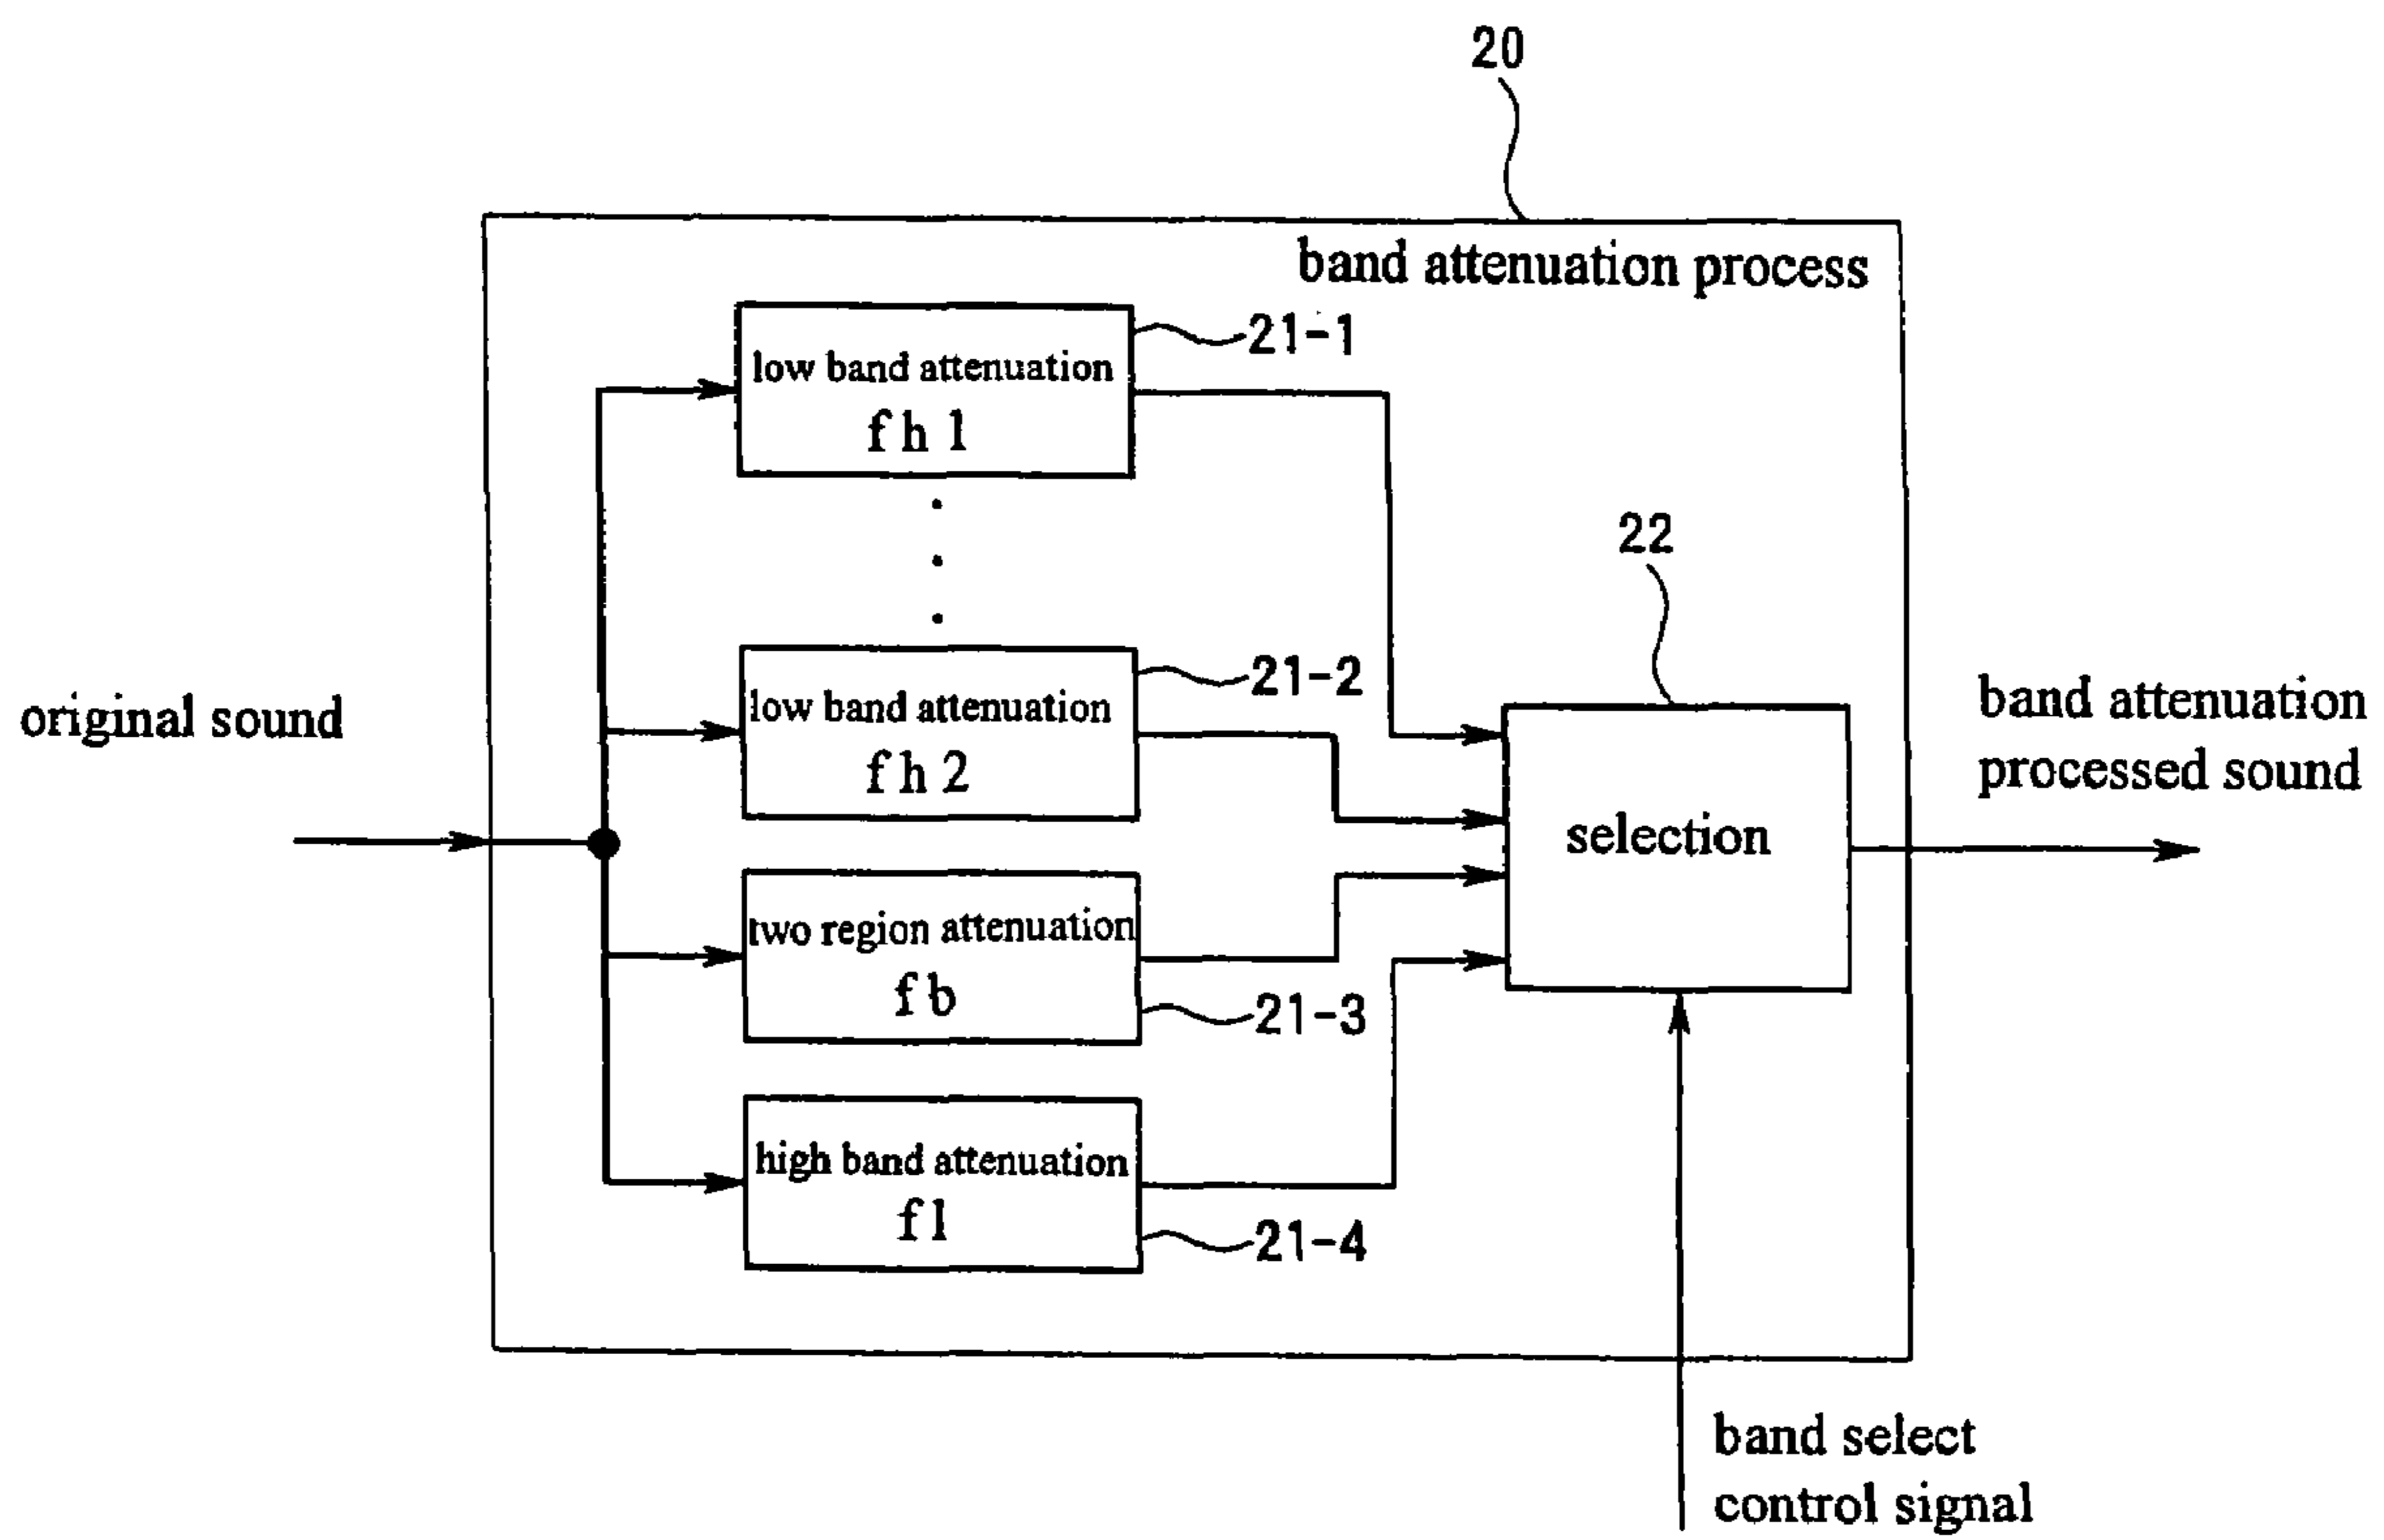 20
band attenuation process
21-1
low band attenuation
f h 1
22
21-2
low band attenuation
f h 2
original sound
band attenuation
processed sound
selection
two region attenuation
f b
21-3
high band attenuation
f l
21-4
band select
control signal